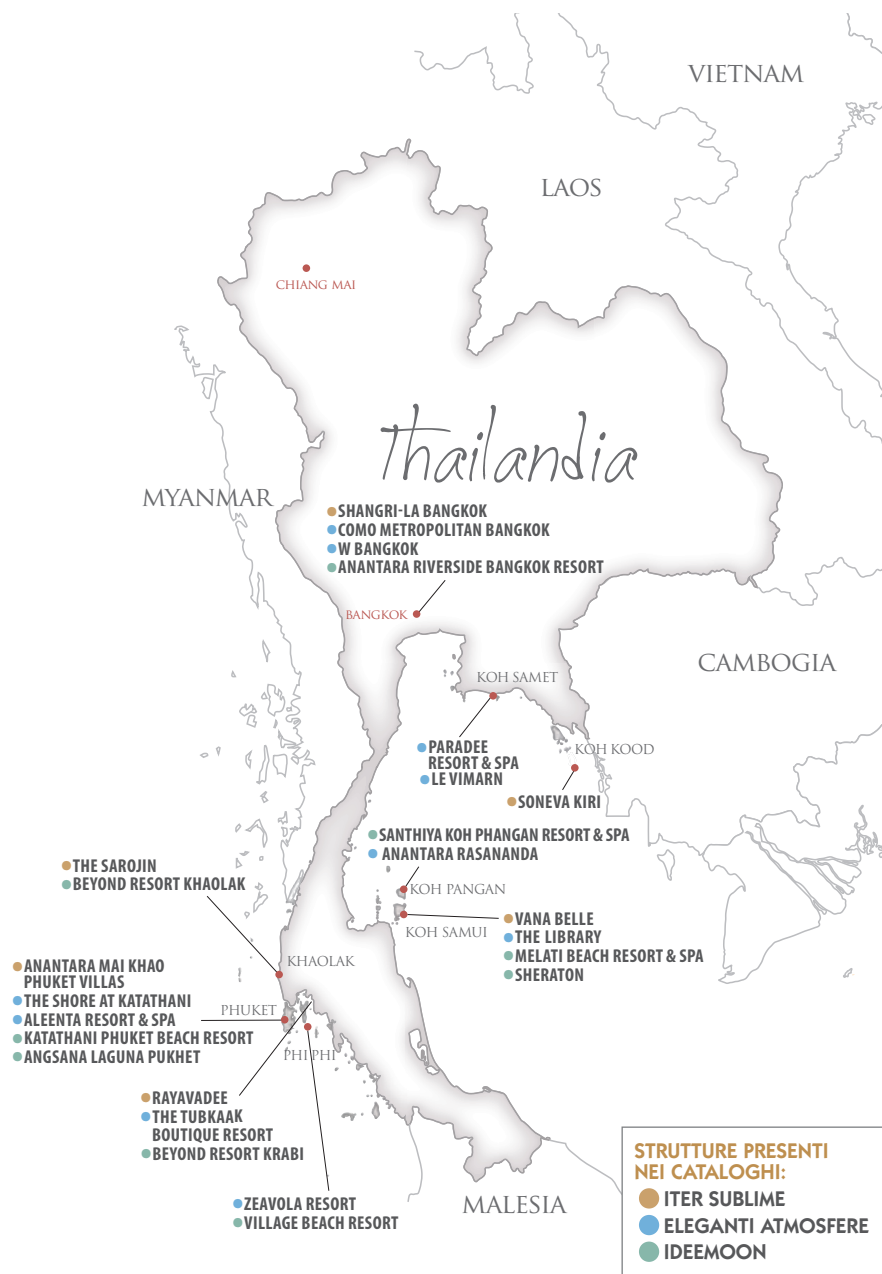 VIETNAM
LAOS
CHIANG MAI
Thailandia
MYANMAR
SHANGRI-LA BANGKOK
COMO METROPOLITAN BANGKOK
W BANGKOK
ANANTARA RIVERSIDE BANGKOK RESORT
BANGKOK
CAMBOGIA
KOH SAMET
KOH KOOD
PARADEE
RESORT & SPA
LE VIMARN
SONEVA KIRI
SANTHIYA KOH PHANGAN RESORT & SPA
ANANTARA RASANANDA
KOH PANGAN
THE SAROJIN
BEYOND RESORT KHAOLAK
VANA BELLE
THE LIBRARY
MELATI BEACH RESORT & SPA
SHERATON
KOH SAMUI
KHAOLAK
ANANTARA MAI KHAO
PHUKET VILLAS
THE SHORE AT KATATHANI
ALEENTA RESORT & SPA
KATATHANI PHUKET BEACH RESORT
ANGSANA LAGUNA PUKHET
PHUKET
PHI PHI
RAYAVADEE
THE TUBKAAK
BOUTIQUE RESORT
BEYOND RESORT KRABI
ZEAVOLA RESORT
VILLAGE BEACH RESORT
MALESIA
STRUTTURE PRESENTI
NEI CATALOGHI:
ITER SUBLIME
ELEGANTI ATMOSFERE
IDEEMOON